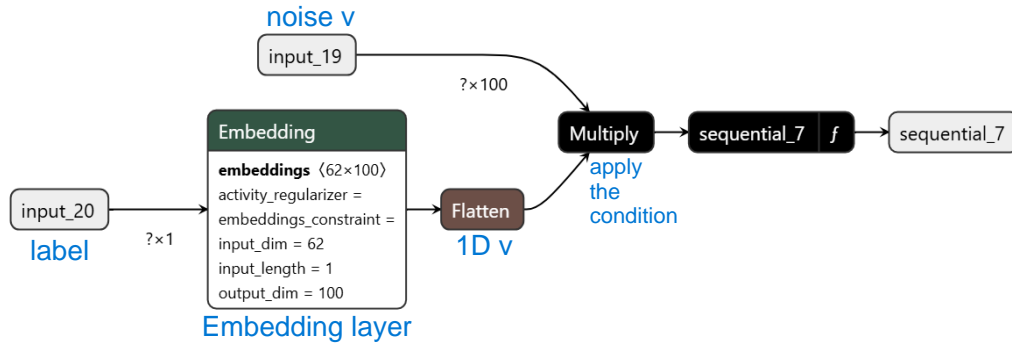 noise v
input_19
?×100
Embedding
embeddings ⟨62×100⟩
activity_regularizer =
embeddings_constraint =
input_dim = 62
input_length = 1
output_dim = 100
Embedding layer
input_20
label
?×1
Flatten
1D v
Multiply
apply
the
condition
sequential_7 f
sequential_7